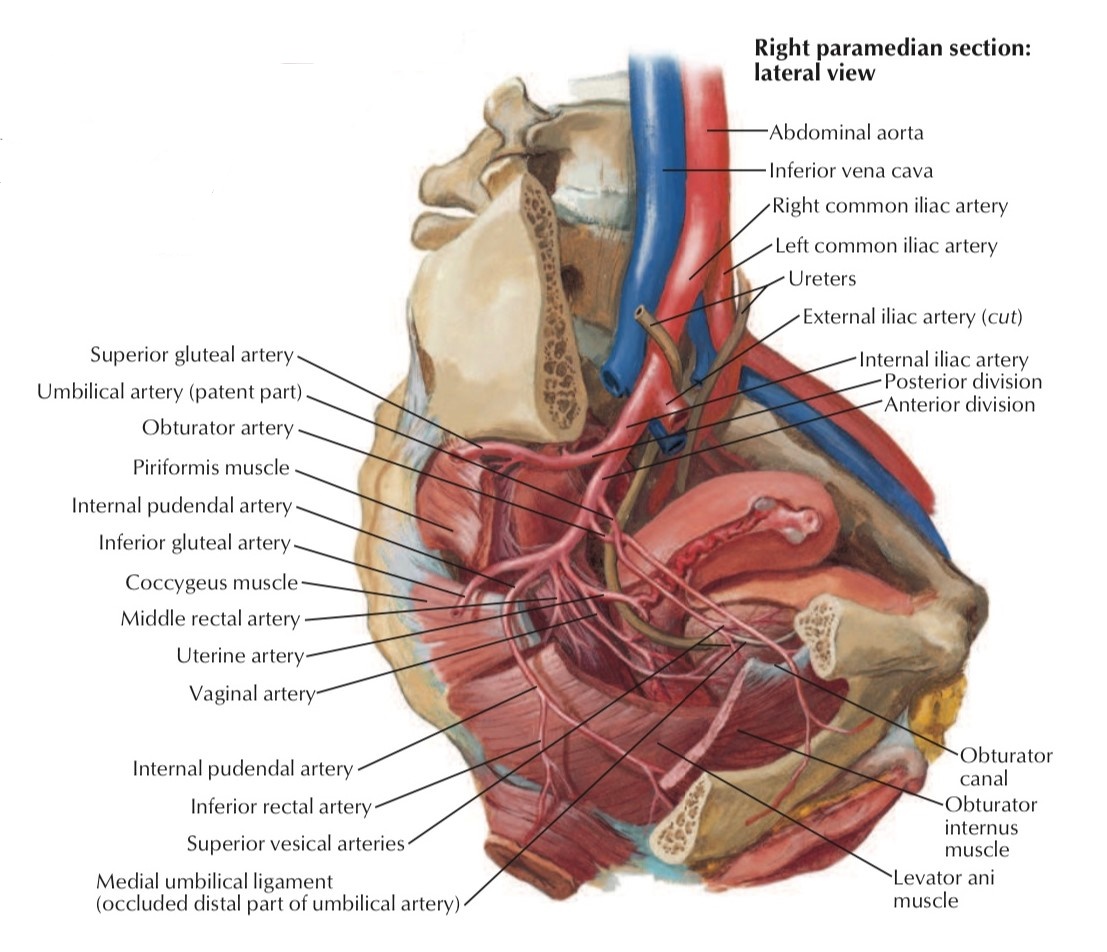 Right paramedian section:
lateral view
Abdominal aorta
Inferior vena cava
Right common iliac artery
Left common iliac artery
Ureters
External iliac artery (cut)
Internal iliac artery
Posterior division
Anterior division
Superior gluteal artery
Umbilical artery (patent part)
Obturator artery
Piriformis muscle
Internal pudendal artery
Inferior gluteal artery
Coccygeus muscle
Middle rectal artery
Uterine artery
Vaginal artery
Internal pudendal artery
Inferior rectal artery
Superior vesical arteries
Medial umbilical ligament
(occluded distal part of umbilical artery)
Obturator
canal
Obturator
internus
muscle
Levator ani
muscle